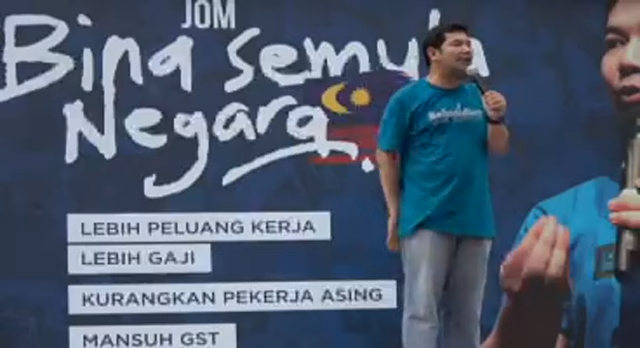 JOM
Bina semula
Negara
LEBIH PELUANG KERJA
LEBIH GAJI
KURANGKAN PEKERJA ASING
MANSUH GST